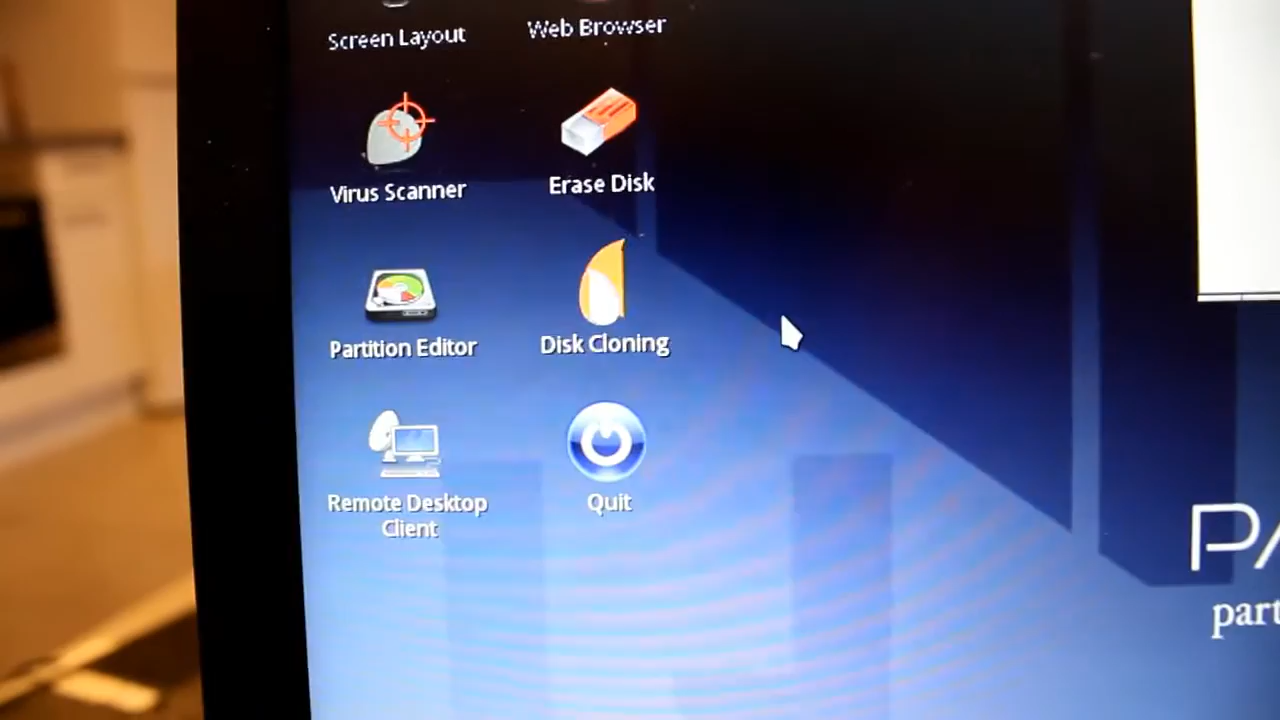 Screen Layout
Web Browser
Virus Scanner
Erase Disk
Partition Editor
Disk Cloning
Remote Desktop
Client
Quit
PA
part